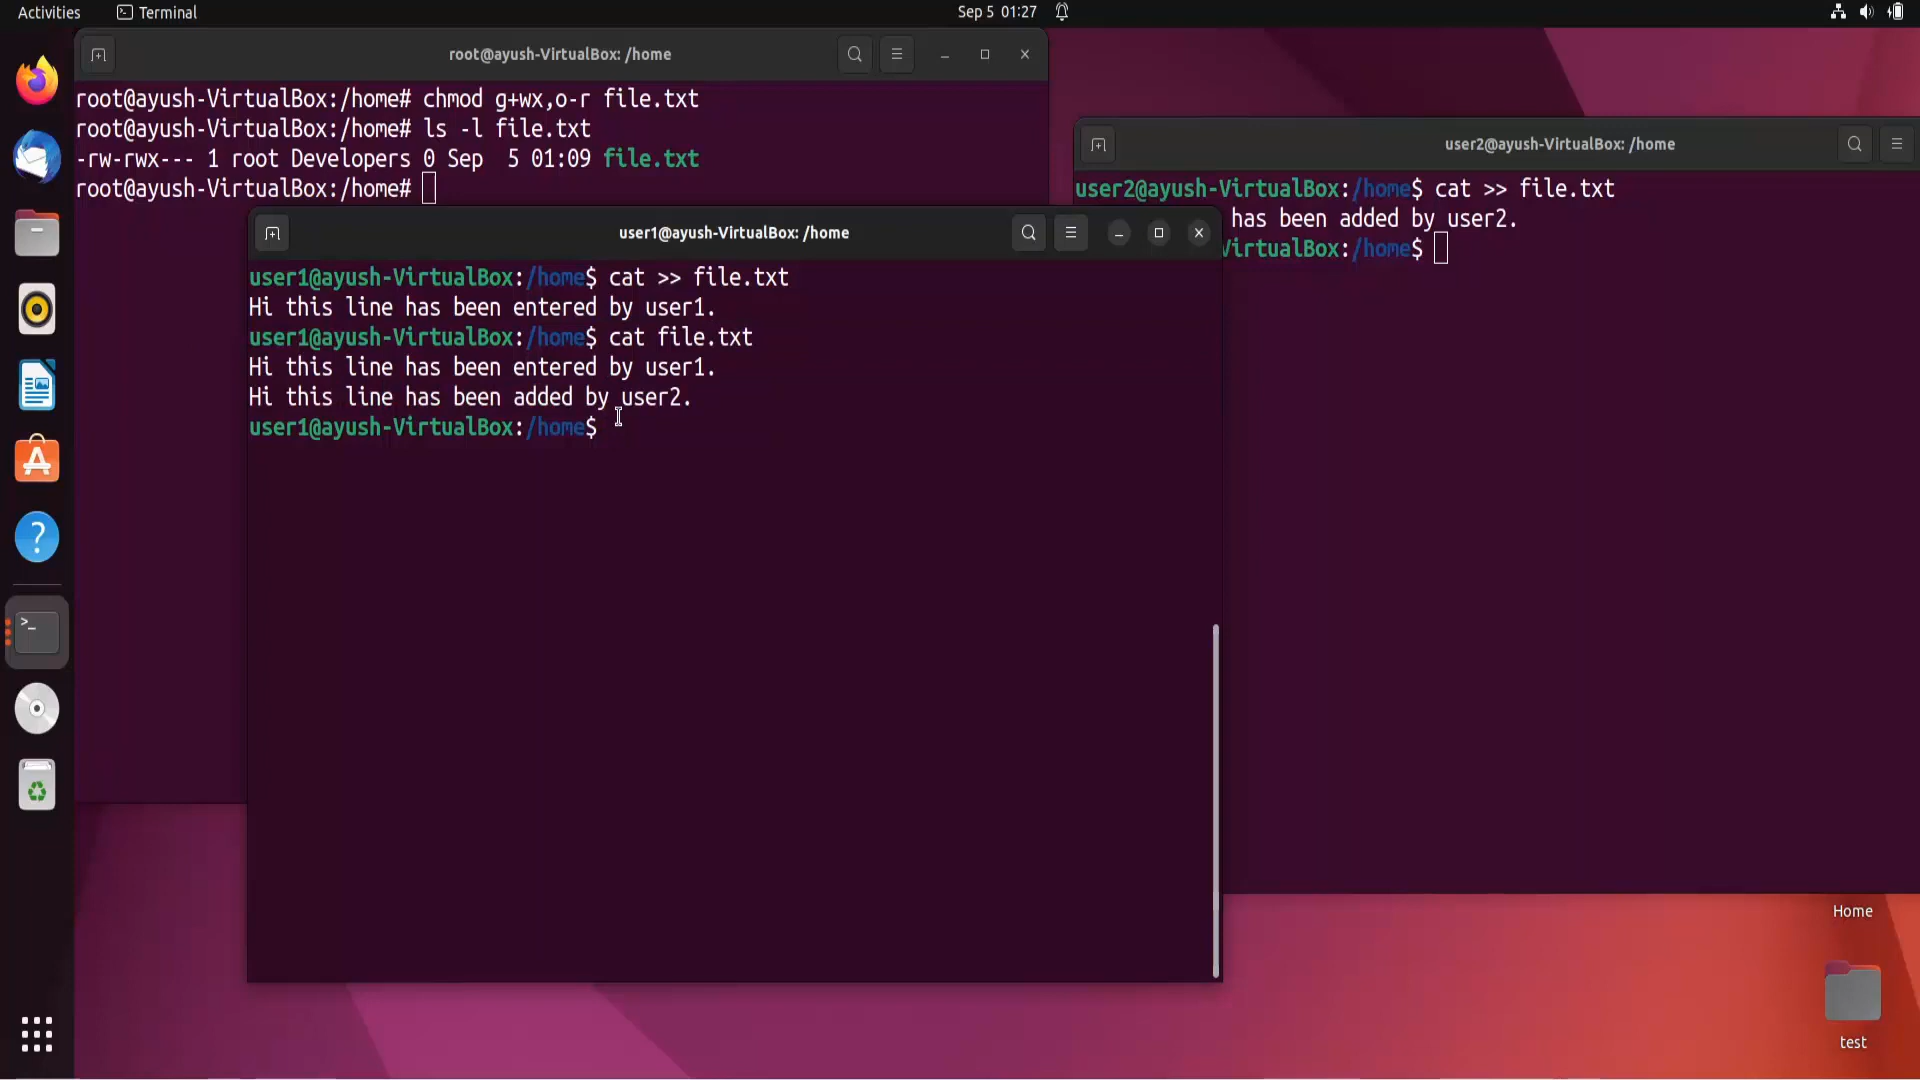 Activities
Terminal
Sep 5 01:27
root@ayush-VirtualBox: /home
root@ayush-VirtualBox:/home# chmod g+wx,o-r file.txt
root@ayush-VirtualBox:/home# ls -l file.txt
-rw-rwx--- 1 root Developers 0 Sep  5 01:09 file.txt
root@ayush-VirtualBox:/home#
user2@ayush-VirtualBox: /home
user2@ayush-VirtualBox:/home$ cat >> file.txt
has been added by user2.
VirtualBox:/home$
user1@ayush-VirtualBox: /home
user1@ayush-VirtualBox:/home$ cat >> file.txt
Hi this line has been entered by user1.
user1@ayush-VirtualBox:/home$ cat file.txt
Hi this line has been entered by user1.
Hi this line has been added by user2.
user1@ayush-VirtualBox:/home$
Home
test